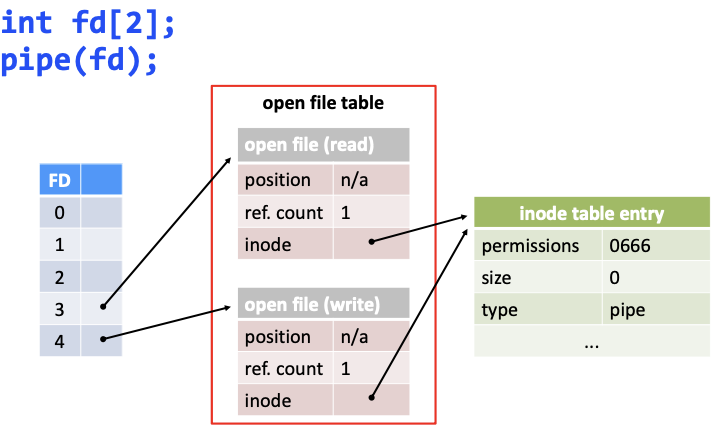 int fd[2];
pipe(fd);
open file table
open file (read)
position n/a
ref. count 1
inode
FD
0
1
2
3
4
open file (write)
position n/a
ref. count 1
inode
inode table entry
permissions 0666
size 0
type pipe
...